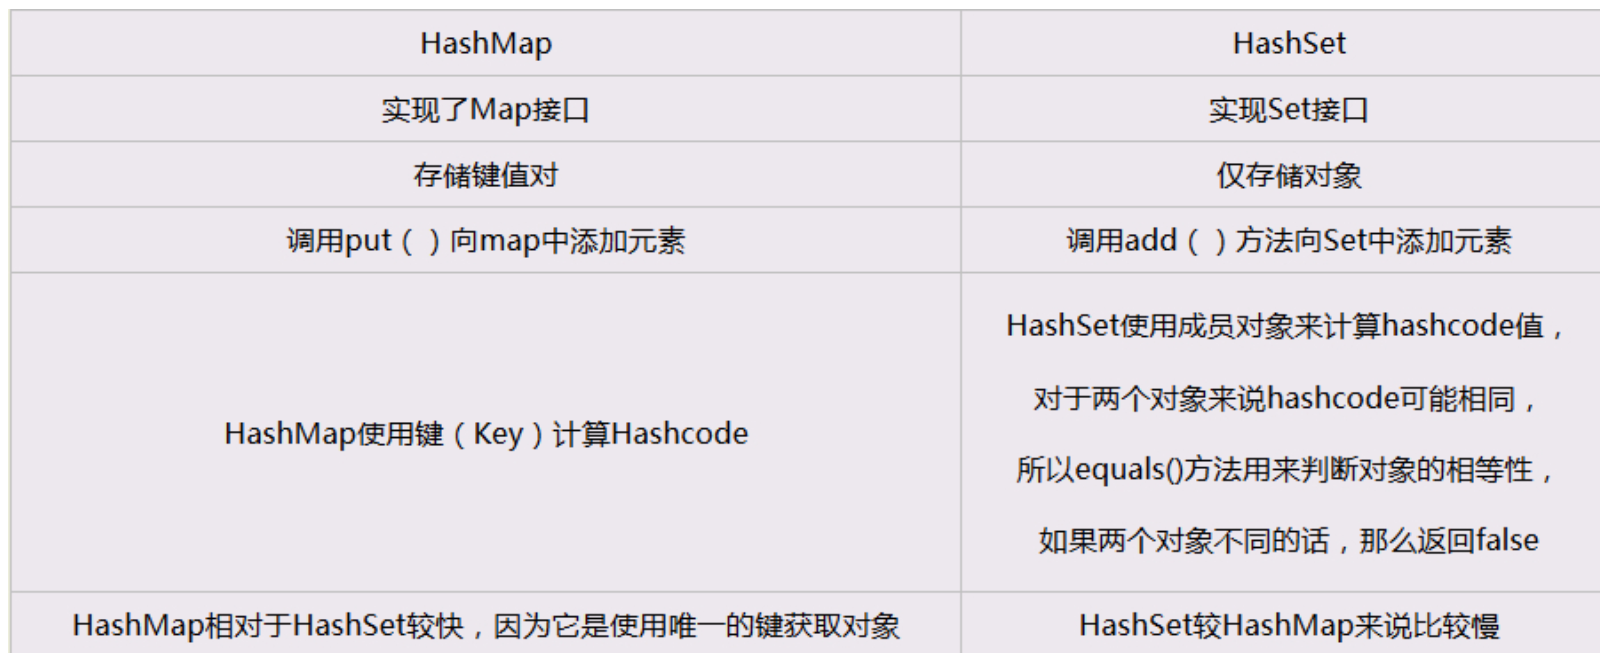 HashMap
HashSet
实现了Map接口
实现Set接口
存储键值对
仅存储对象
调用put（）向map中添加元素
调用add（）方法向Set中添加元素
HashMap使用键（Key）计算Hashcode
HashSet使用成员对象来计算hashcode值，
对于两个对象来说hashcode可能相同，
所以equals()方法用来判断对象的相等性，
如果两个对象不同的话，那么返回false
HashMap相对于HashSet较快，因为它是使用唯一的键获取对象
HashSet较HashMap来说比较慢